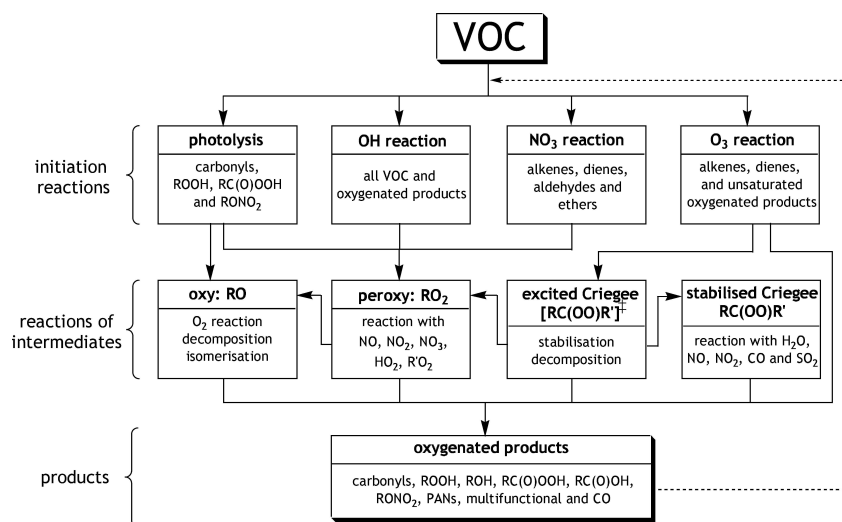 VOC
initiation
reactions
photolysis
carbonyls,
ROOH, RC(O)OOH
and RONO₂
OH reaction
all VOC and
oxygenated products
NO₃ reaction
alkenes, dienes,
aldehydes and
ethers
O₃ reaction
alkenes, dienes,
and unsaturated
oxygenated products
reactions of
intermediates
oxy: RO
O₂ reaction
decomposition
isomerisation
peroxy: RO₂
reaction with
NO, NO₂, NO₃,
HO₂, R'O₂
excited Criegee
[RC(OO)R']‡
stabilisation
decomposition
stabilised Criegee
RC(OO)R'
reaction with H₂O,
NO, NO₂, CO and SO₂
products
oxygenated products
carbonyls, ROOH, ROH, RC(O)OOH, RC(O)OH,
RONO₂, PANs, multifunctional and CO